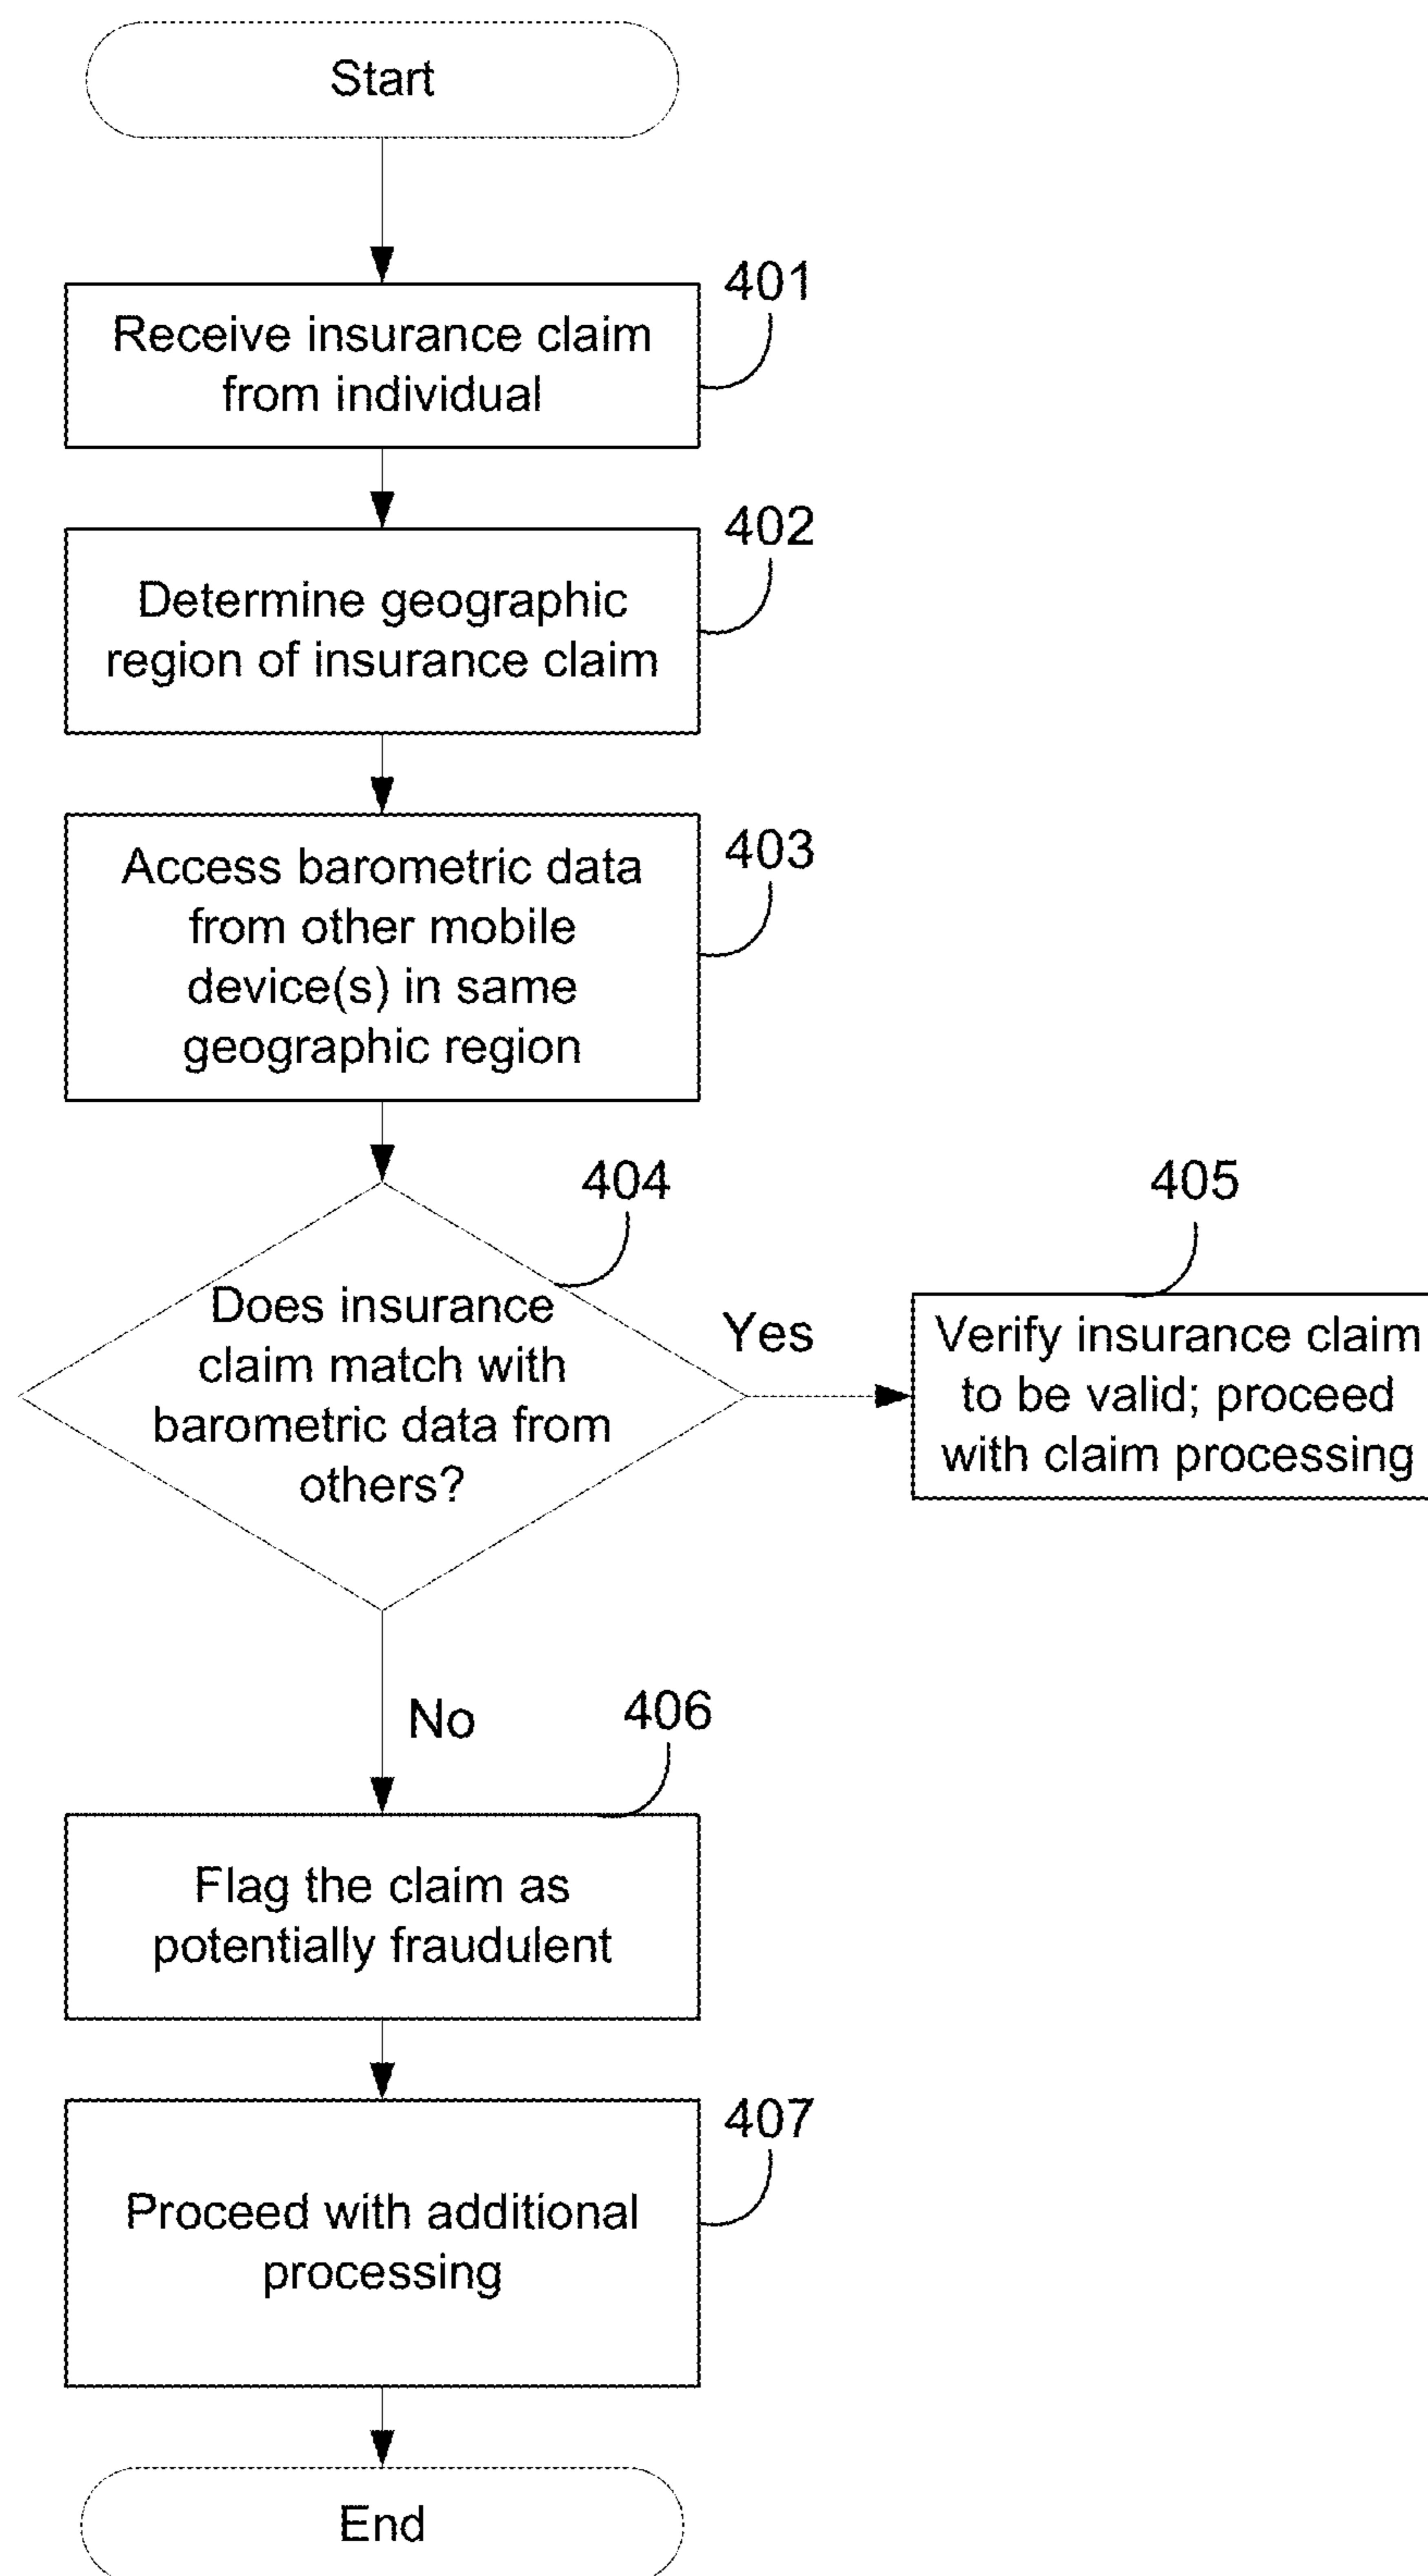 Start
401
Receive insurance claim
from individual
402
Determine geographic
region of insurance claim
403
Access barometric data
from other mobile
device(s) in same
geographic region
404
Does insurance
claim match with
barometric data from
others?
Yes
405
Verify insurance claim
to be valid; proceed
with claim processing
No
406
Flag the claim as
potentially fraudulent
407
Proceed with additional
processing
End